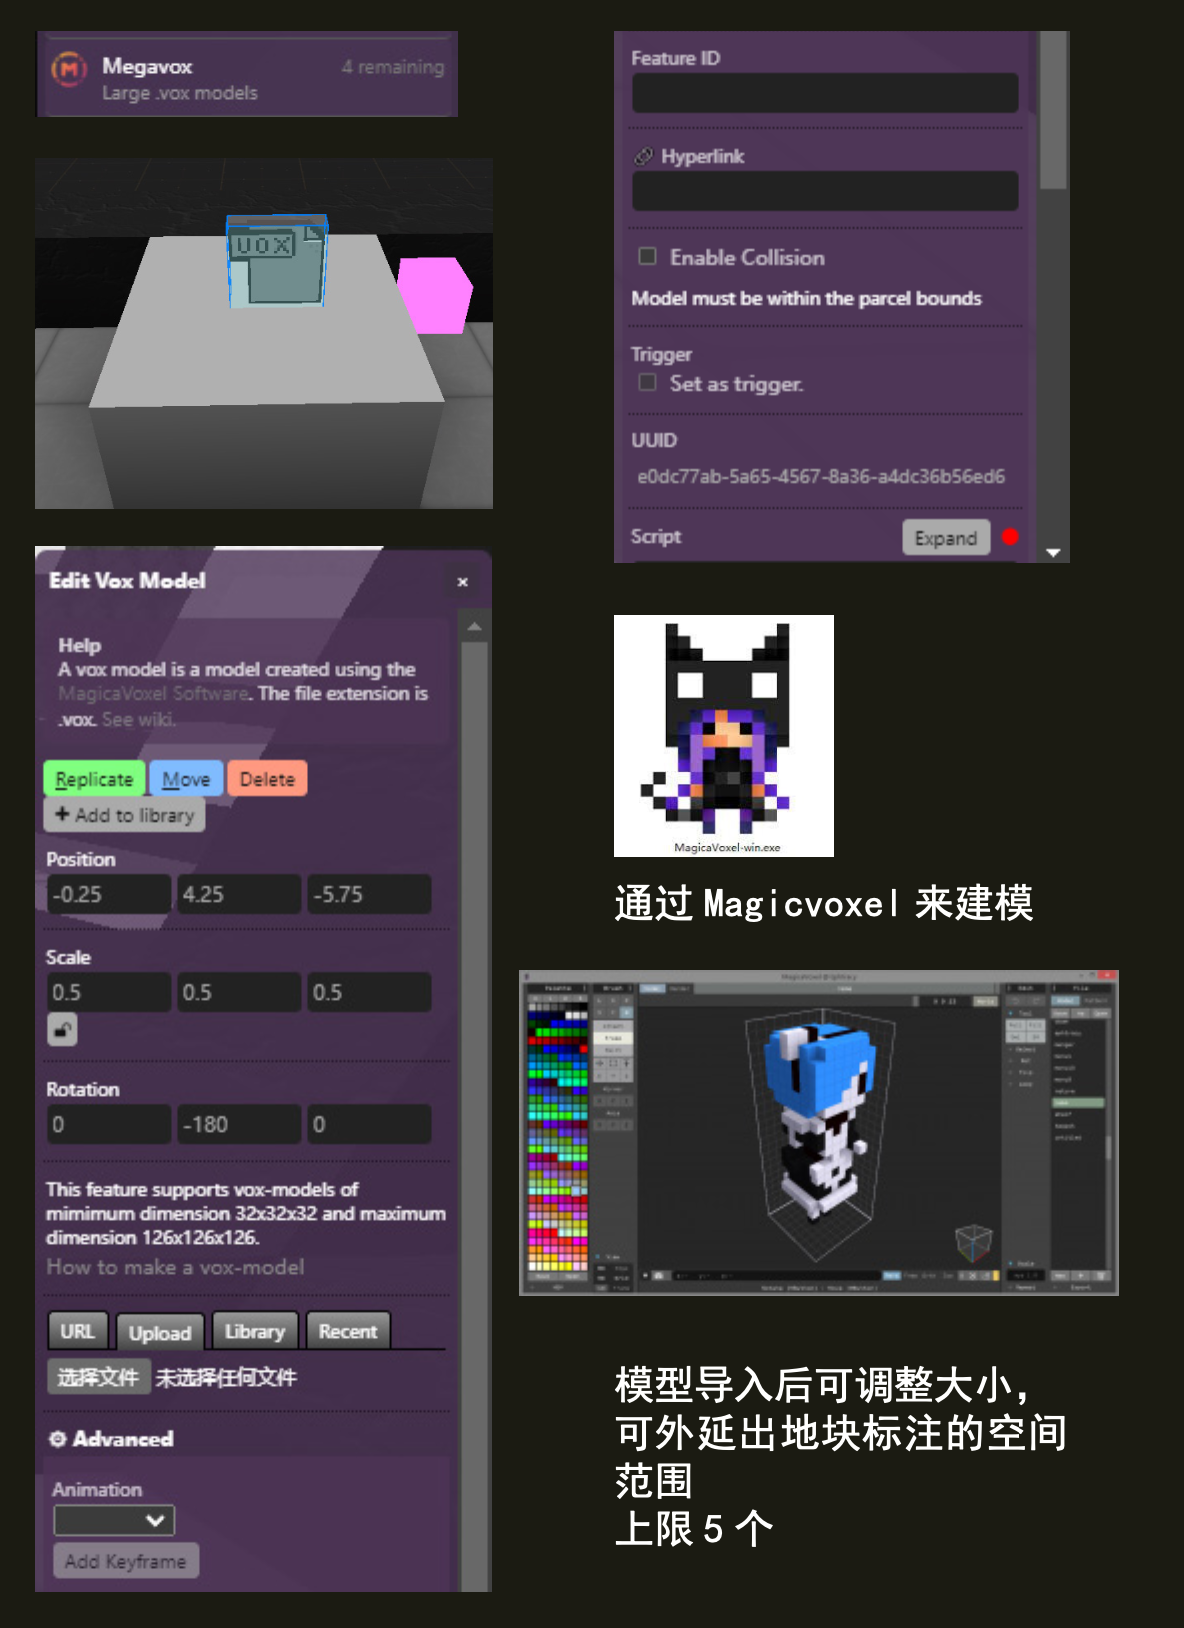 Megavox
4 remaining
Large .vox models
VOX
Edit Vox Model
×
Help
A vox model is a model created using the
MagicaVoxel Software. The file extension is
.vox. See wiki.
Replicate
Move
Delete
+ Add to library
Position
-0.25
4.25
-5.75
Scale
0.5
0.5
0.5
Rotation
0
-180
0
This feature supports vox-models of
mimimum dimension 32x32x32 and maximum
dimension 126x126x126.
How to make a vox-model
URL
Upload
Library
Recent
选择文件 未选择任何文件
Advanced
Animation
Add Keyframe
Feature ID
Hyperlink
Enable Collision
Model must be within the parcel bounds
Trigger
Set as trigger.
UUID
e0dc77ab-5a65-4567-8a36-a4dc36b56ed6
Script
Expand
MagicaVoxel-win.exe
通过 Magicvoxel 来建模
模型导入后可调整大小，
可外延出地块标注的空间
范围
上限 5 个